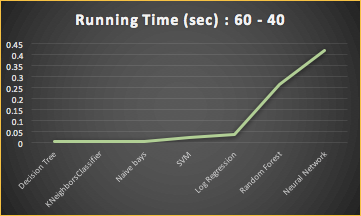 Running Time (sec) : 60 - 40
0.45
0.4
0.35
0.3
0.25
0.2
0.15
0.1
0.05
0
Decision Tree
KNeighborsClassifier
Naive bays
SVM
Log Regression
Random Forest
Neural Network